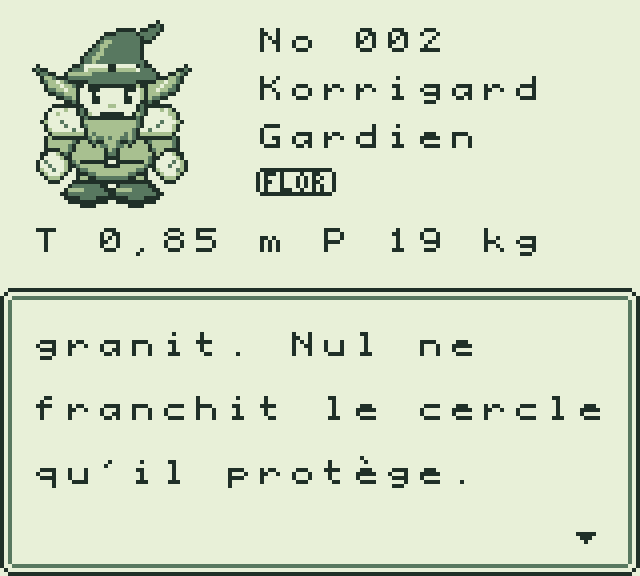 No 002
Korrigard
Gardien
FLOR
T 0,85 m P 19 kg
granit. Nul ne
franchit le cercle
qu'il protège.